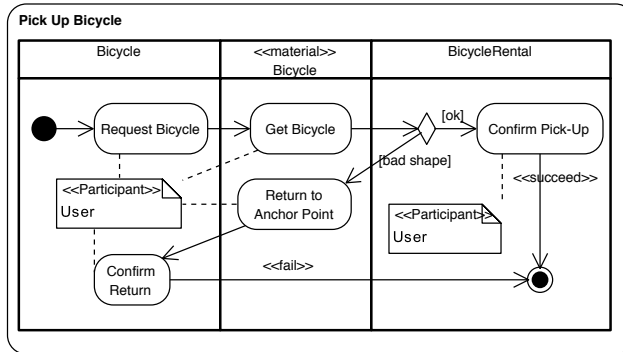 Pick Up Bicycle
Bicycle
<<material>>
Bicycle
BicycleRental
Request Bicycle
Get Bicycle
[ok]
Confirm Pick-Up
[bad shape]
<<succeed>>
<<Participant>>
User
Return to
Anchor Point
<<Participant>>
User
Confirm
Return
<<fail>>